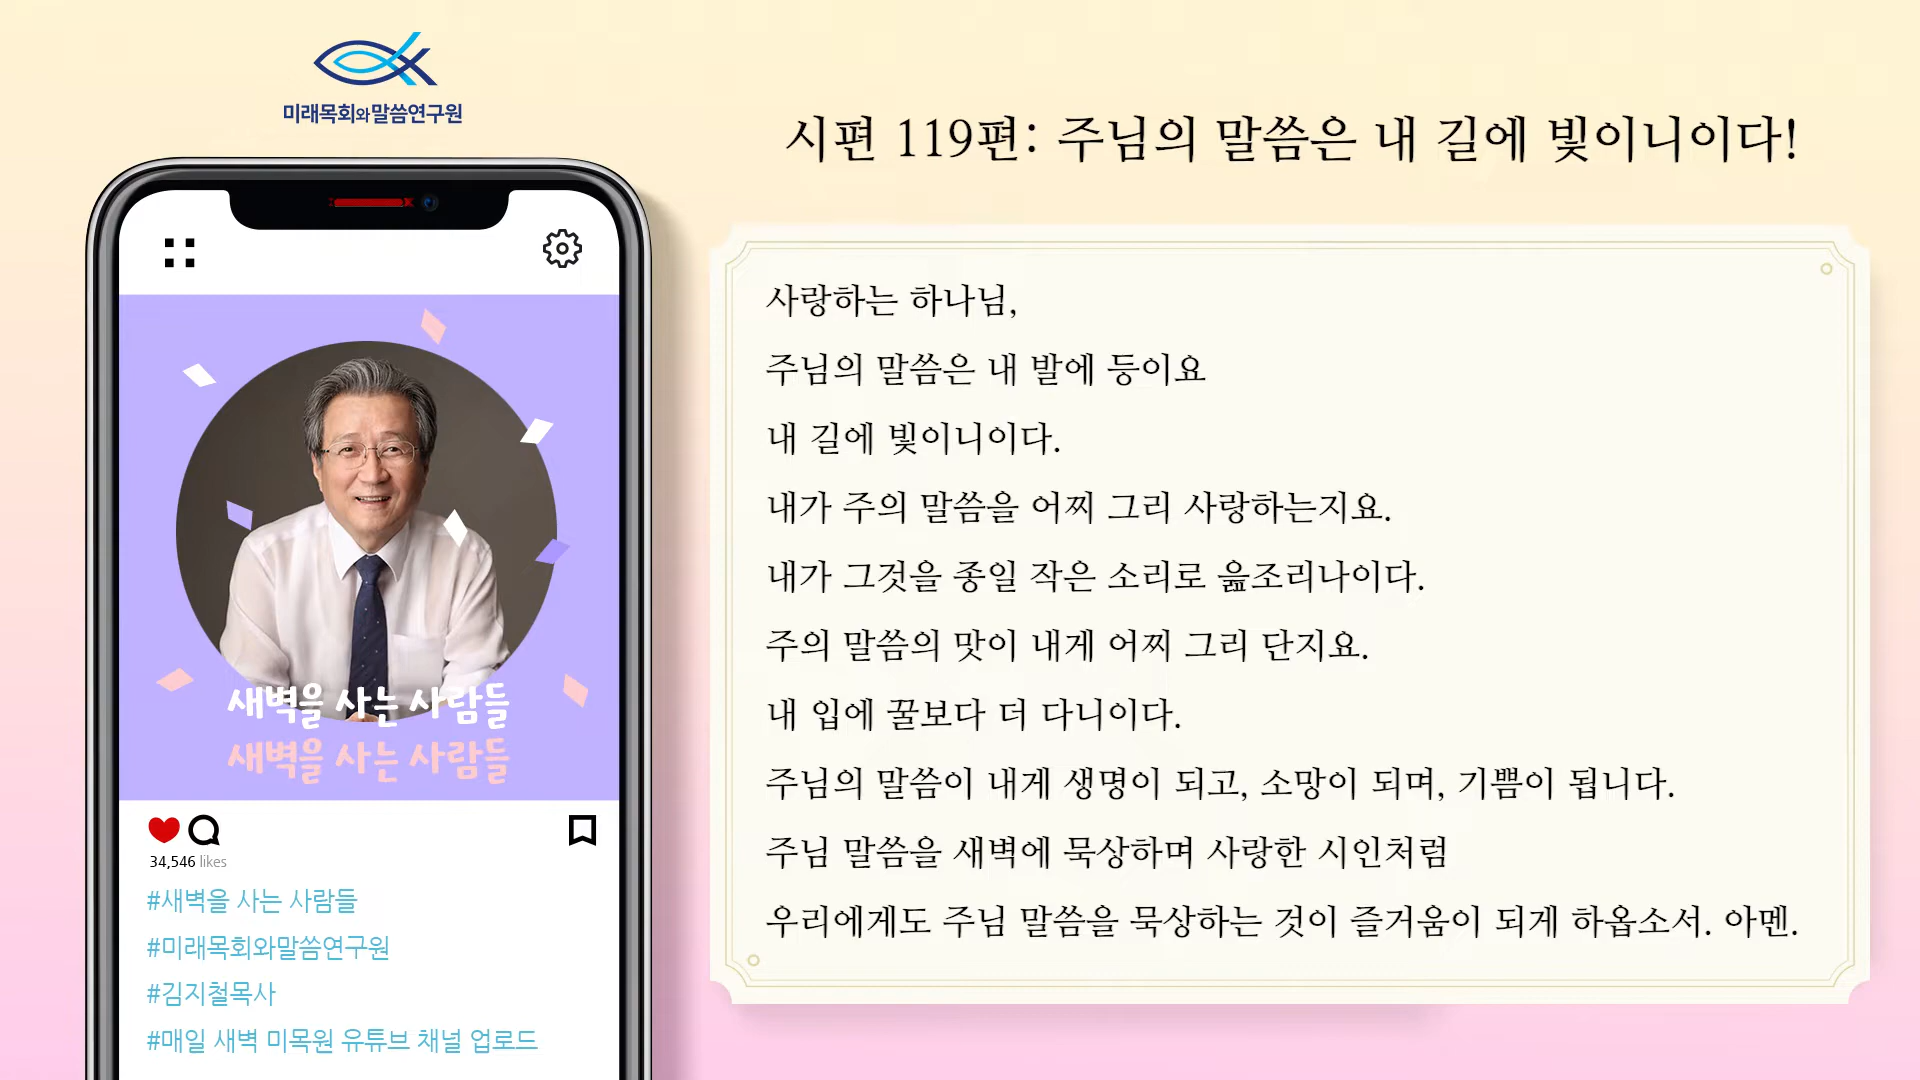 미래목회와말씀연구원
시편 119편: 주님의 말씀은 내 길에 빛이니이다!
새벽을 사는 사람들
새벽을 사는 사람들
34,546 likes
#새벽을 사는 사람들
#미래목회와말씀연구원
#김지철목사
#매일 새벽 미목원 유튜브 채널 업로드
사랑하는 하나님,
주님의 말씀은 내 발에 등이요
내 길에 빛이니이다.
내가 주의 말씀을 어찌 그리 사랑하는지요.
내가 그것을 종일 작은 소리로 읊조리나이다.
주의 말씀의 맛이 내게 어찌 그리 단지요.
내 입에 꿀보다 더 다니이다.
주님의 말씀이 내게 생명이 되고, 소망이 되며, 기쁨이 됩니다.
주님 말씀을 새벽에 묵상하며 사랑한 시인처럼
우리에게도 주님 말씀을 묵상하는 것이 즐거움이 되게 하옵소서. 아멘.